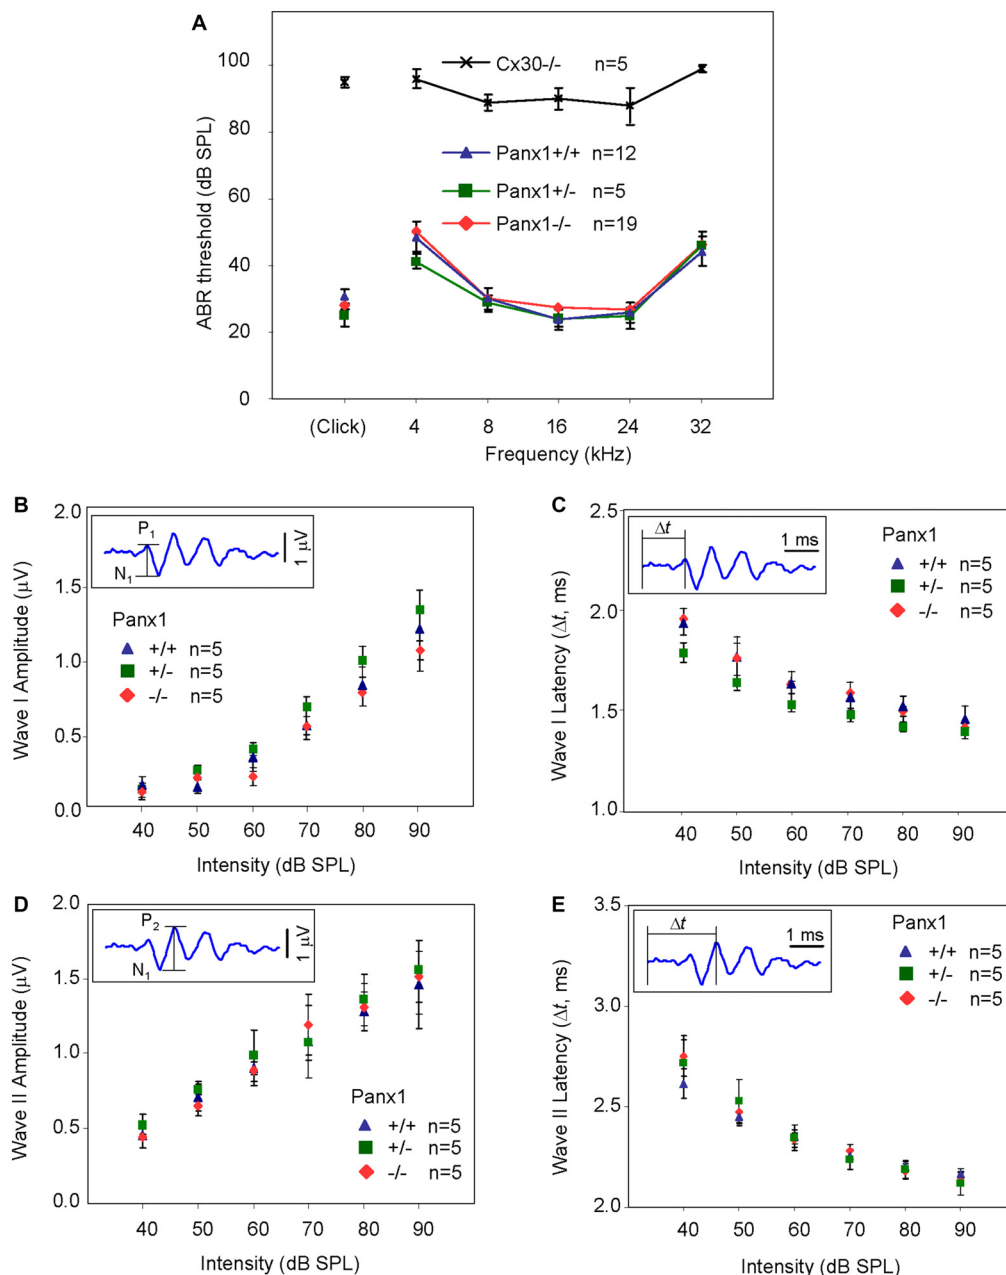 A
ABR threshold (dB SPL)
100
80
60
40
20
0
Cx30-/- n=5
Panx1+/+ n=12
Panx1+/- n=5
Panx1-/- n=19
(Click) 4 8 16 24 32
Frequency (kHz)
B
Wave I Amplitude (μV)
2.0
1.5
1.0
0.5
0.0
P1
N1
1 μV
Panx1
+/+ n=5
+/- n=5
-/- n=5
40 50 60 70 80 90
Intensity (dB SPL)
C
Wave I Latency (Δt, ms)
2.5
2.0
1.5
1.0
Δt
1 ms
Panx1
+/+ n=5
+/- n=5
-/- n=5
40 50 60 70 80 90
Intensity (dB SPL)
D
Wave II Amplitude (μV)
2.0
1.5
1.0
0.5
0.0
P2
N1
1 μV
Panx1
+/+ n=5
+/- n=5
-/- n=5
40 50 60 70 80 90
Intensity (dB SPL)
E
Wave II Latency (Δt, ms)
3.5
3.0
2.5
2.0
Δt
1 ms
Panx1
+/+ n=5
+/- n=5
-/- n=5
40 50 60 70 80 90
Intensity (dB SPL)